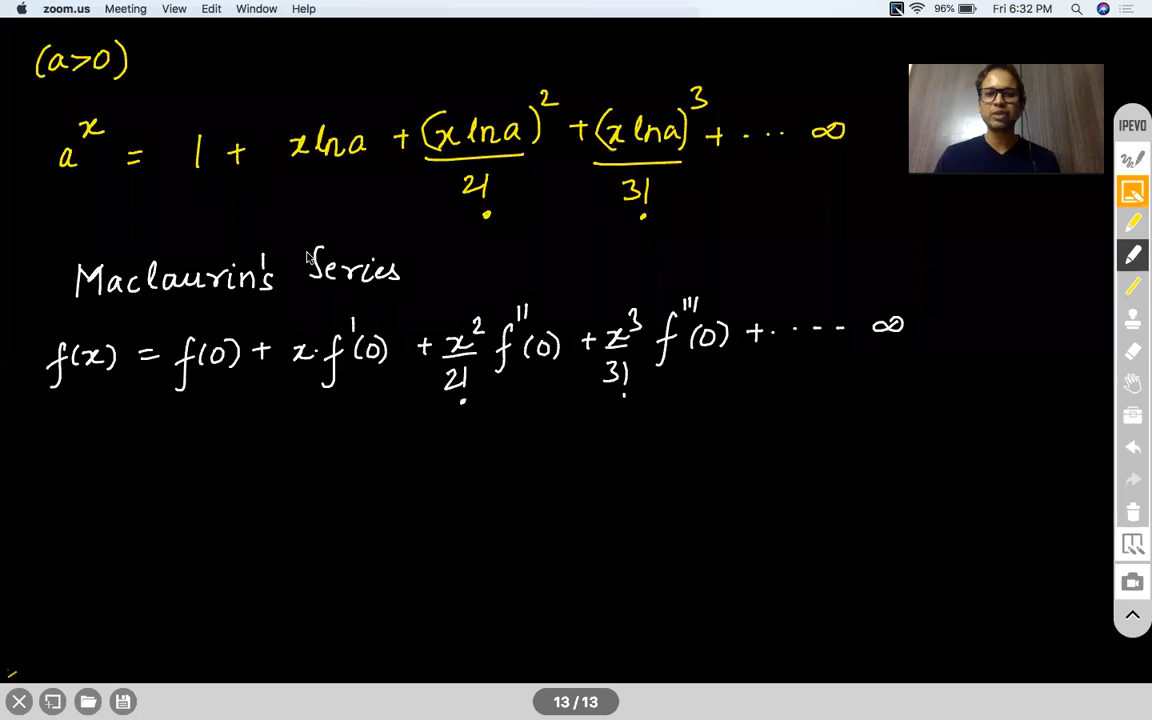 zoom.us Meeting View Edit Window Help 96% Fri 6:32 PM
(a>0)
a^x = 1 + x ln a + (x ln a)^2/2! + (x ln a)^3/3! + ... ∞
IPEVO
Maclaurin's Series
f(x) = f(0) + x·f'(0) + x^2/2! f''(0) + x^3/3! f'''(0) + ..... ∞
13/13